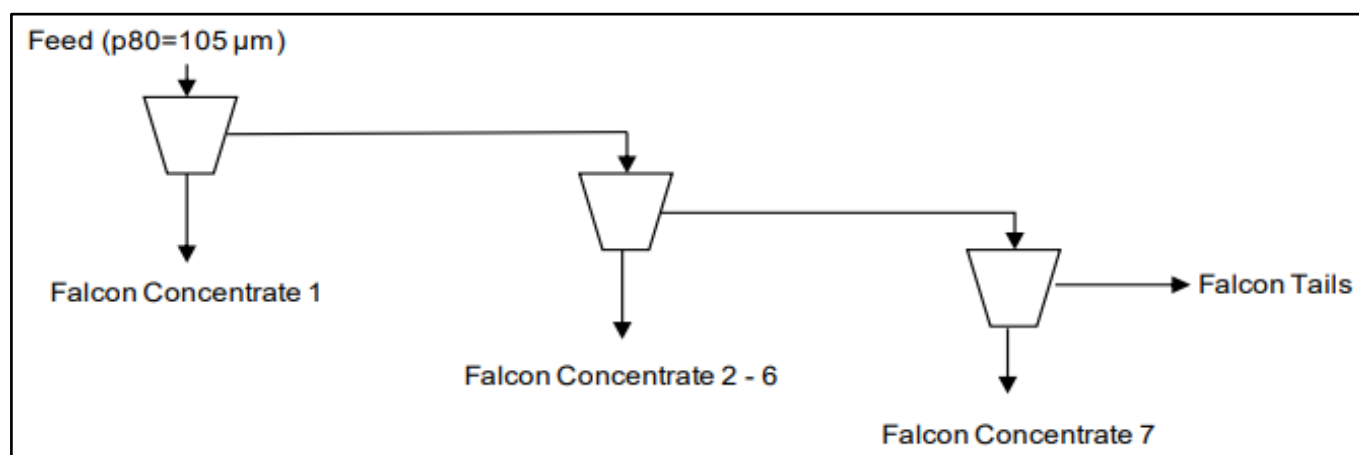 Feed (p80=105 µm)
Falcon Concentrate 1
Falcon Tails
Falcon Concentrate 2 - 6
Falcon Concentrate 7